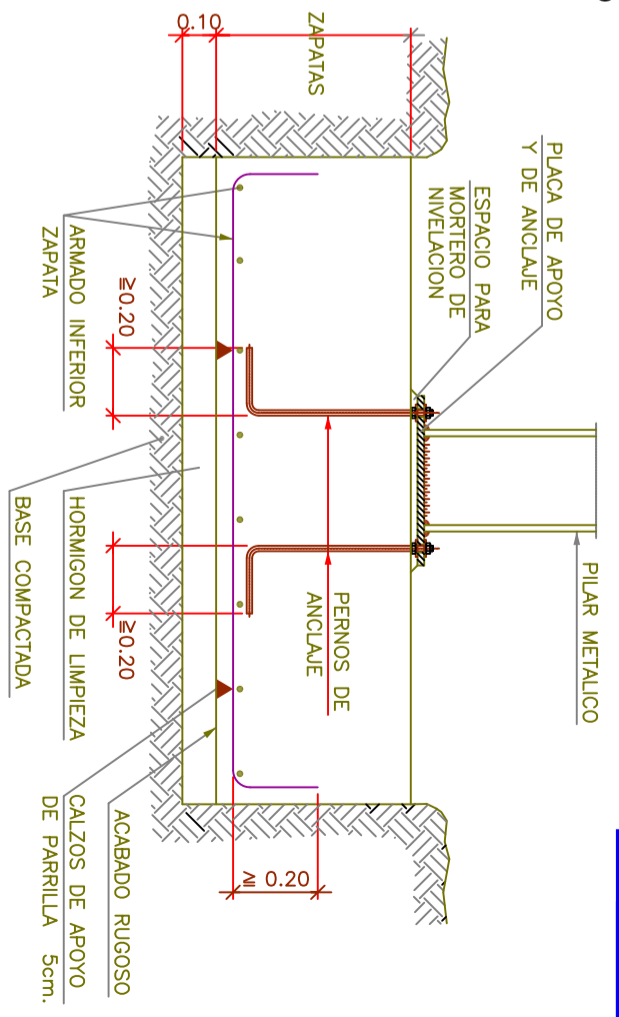 PILAR METALICO
PLACA DE APOYO
Y DE ANCLAJE
ESPACIO PARA
MORTERO DE
NIVELACION
ZAPATAS
0.10
PERNOS DE
ANCLAJE
≥0.20
≥0.20
≥ 0.20
ARMADO INFERIOR
ZAPATA
HORMIGON DE LIMPIEZA
BASE COMPACTADA
ACABADO RUGOSO
CALZOS DE APOYO
DE PARRILLA 5cm.